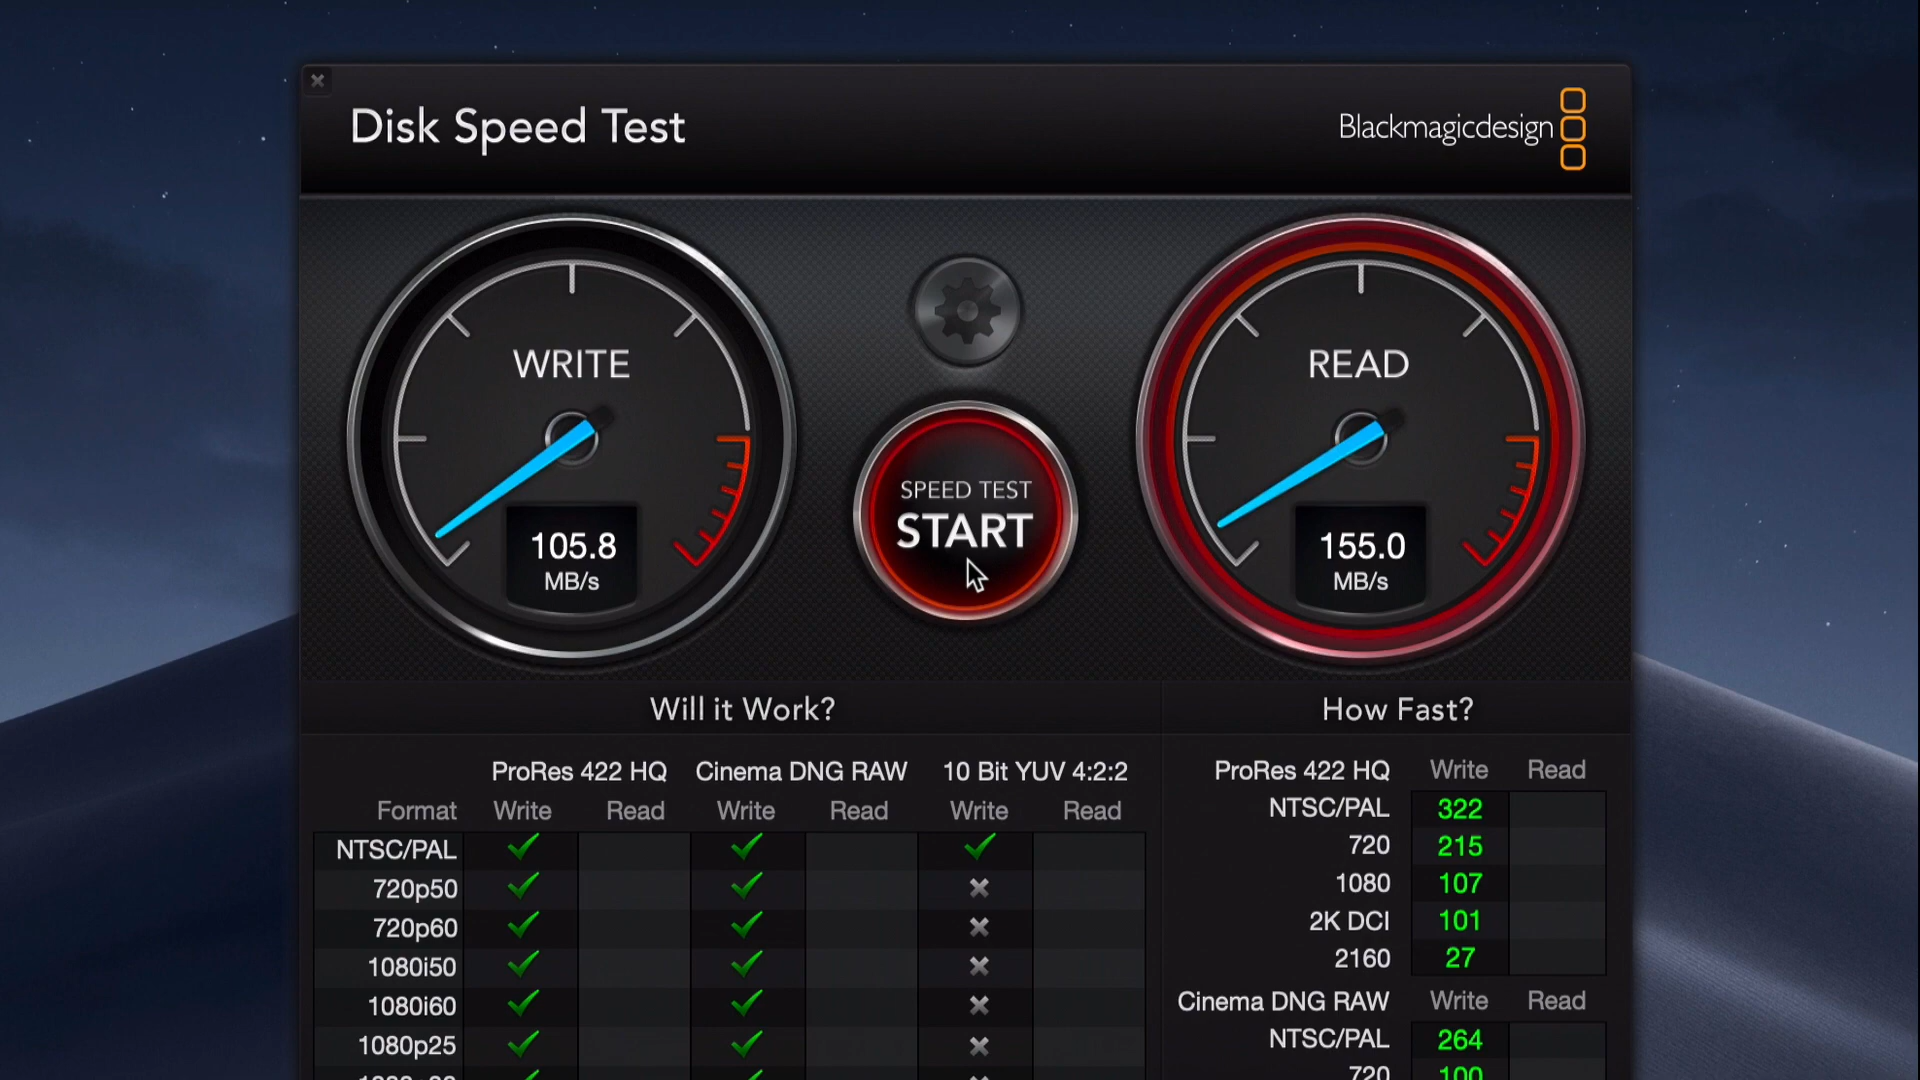 Disk Speed Test
Blackmagicdesign
WRITE
105.8
MB/s
SPEED TEST
START
READ
155.0
MB/s
Will it Work?
ProRes 422 HQ Cinema DNG RAW 10 Bit YUV 4:2:2
Format Write Read Write Read Write Read
NTSC/PAL
720p50
720p60
1080i50
1080i60
1080p25
How Fast?
ProRes 422 HQ Write Read
NTSC/PAL 322
720 215
1080 107
2K DCI 101
2160 27
Cinema DNG RAW Write Read
NTSC/PAL 264
720 100